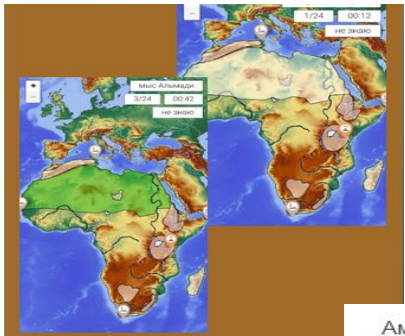 1/24 00:12
не знаю
мыс Альмади
3/24 00:42
не знаю
Ам